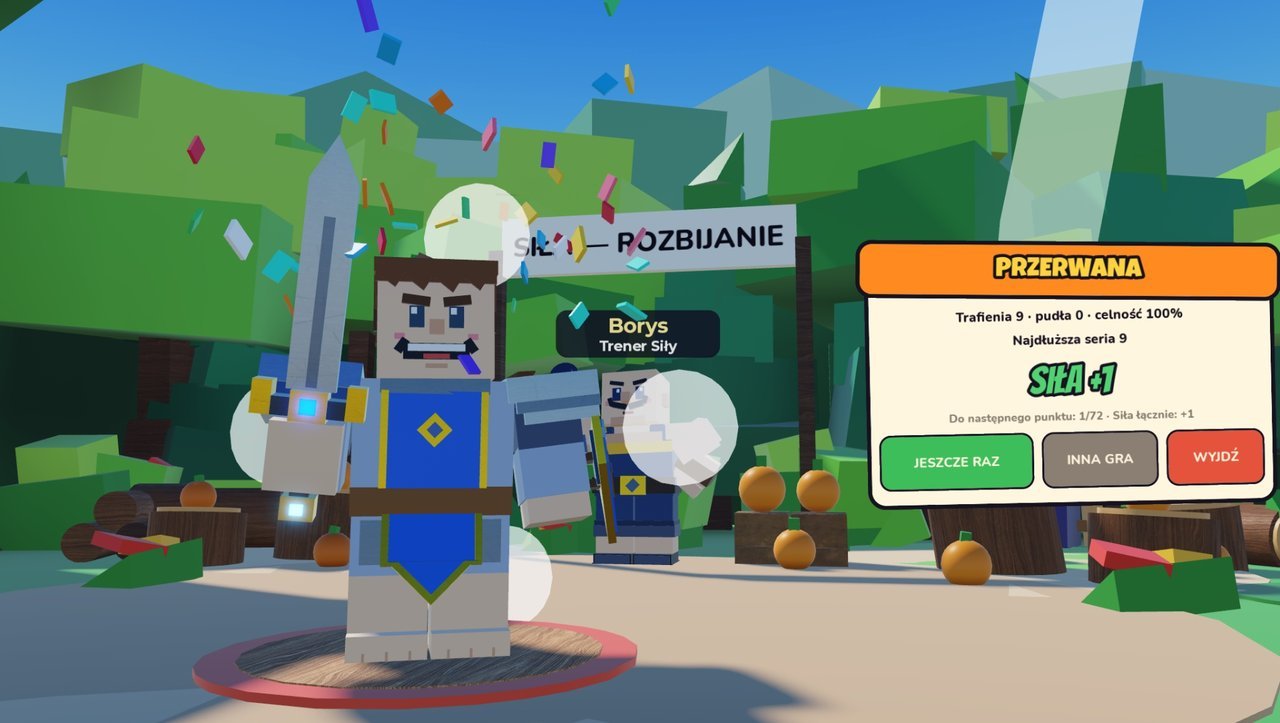 SIŁA — ROZBIJANIE
Borys
Trener Siły
PRZERWANA
Trafienia 9 · pudła 0 · celność 100%
Najdłuższa seria 9
SIŁA +1
Do następnego punktu: 1/72 · Siła łącznie: +1
JESZCZE RAZ
INNA GRA
WYJDŹ